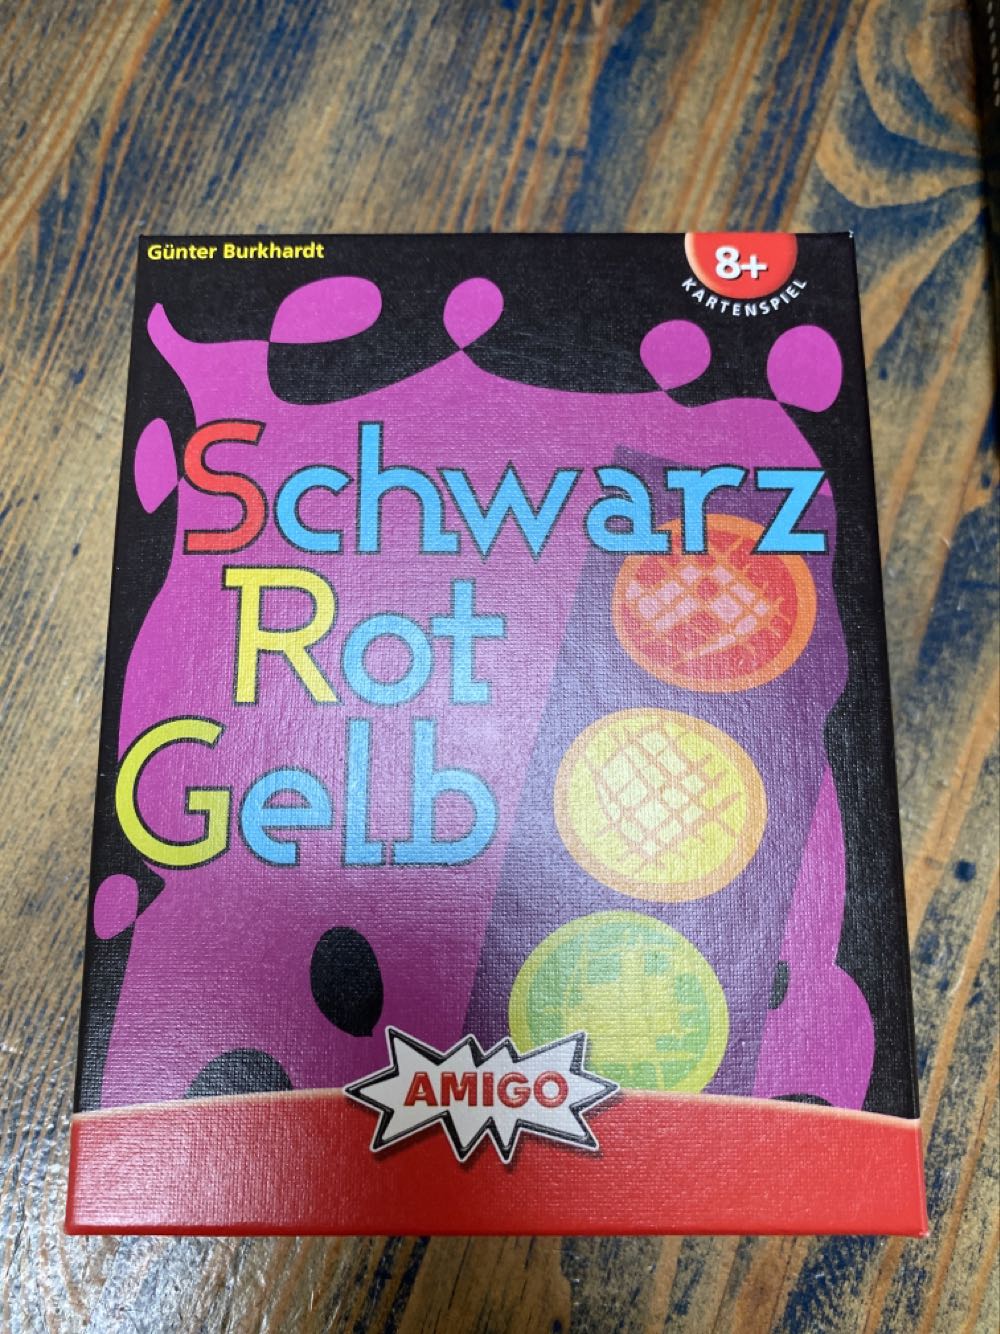 Günter Burkhardt
8+
KARTENSPIEL
Schwarz
Rot
Gelb
AMIGO